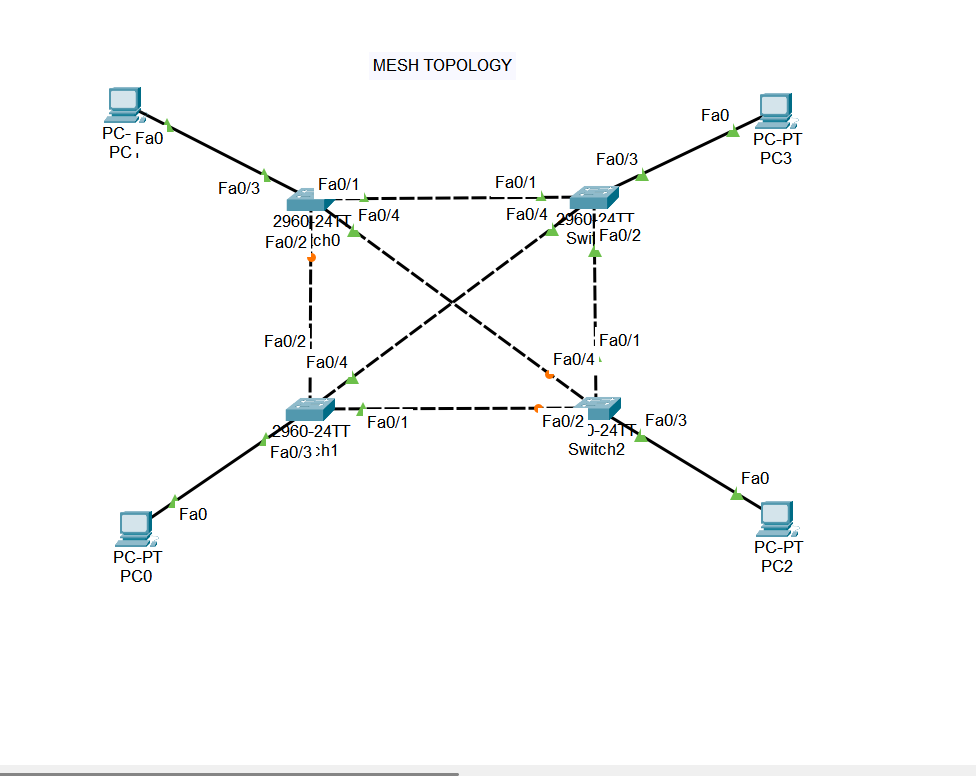 MESH TOPOLOGY
Fa0
PC-PT
PC3
PC-
Fa0
PC
Fa0/3
Fa0/3
Fa0/1
Fa0/1
Fa0/4
Fa0/4
2960-24TT
2960-24TT
Fa0/2
ch0
Swi
Fa0/2
Fa0/2
Fa0/1
Fa0/4
Fa0/4
Fa0/1
Fa0/2
Fa0/3
2960-24TT
0-24TT
Fa0/3
ch1
Switch2
Fa0
Fa0
PC-PT
PC0
PC-PT
PC2